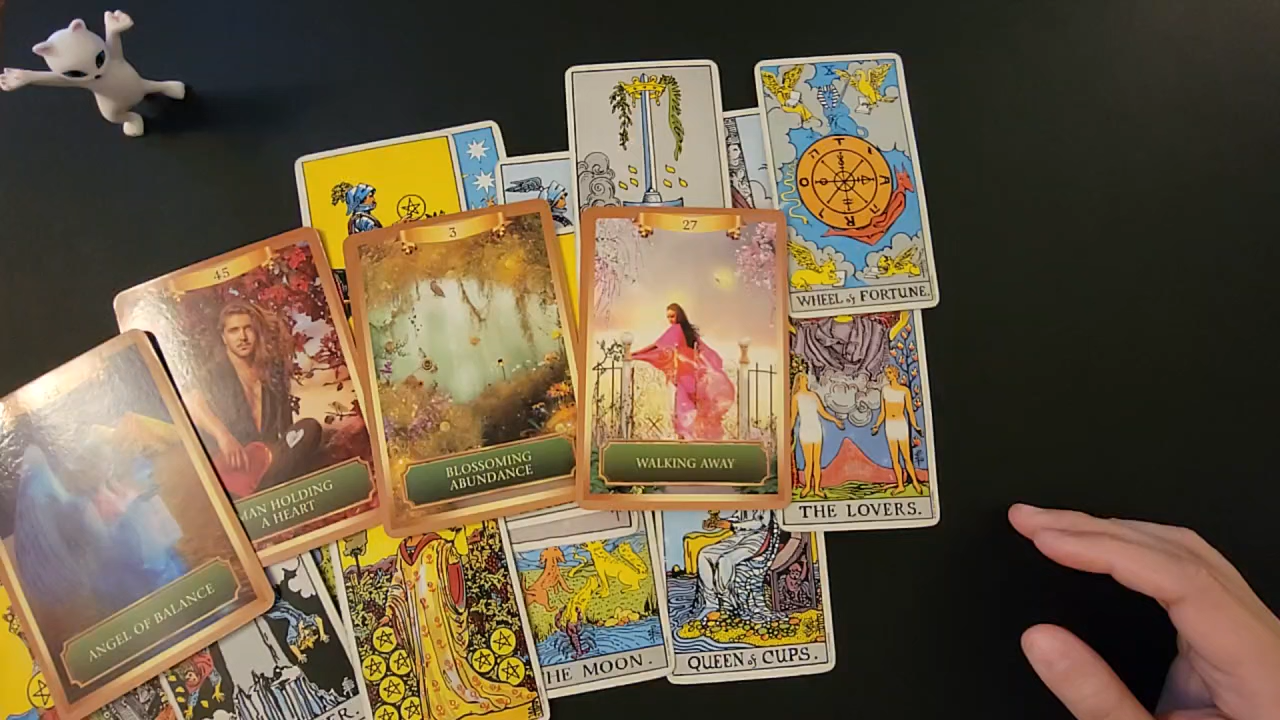 WHEEL of FORTUNE.
27
3
45
WALKING AWAY
BLOSSOMING
ABUNDANCE
MAN HOLDING
A HEART
THE LOVERS.
ANGEL OF BALANCE
HE MOON.
QUEEN of CUPS.
ER.